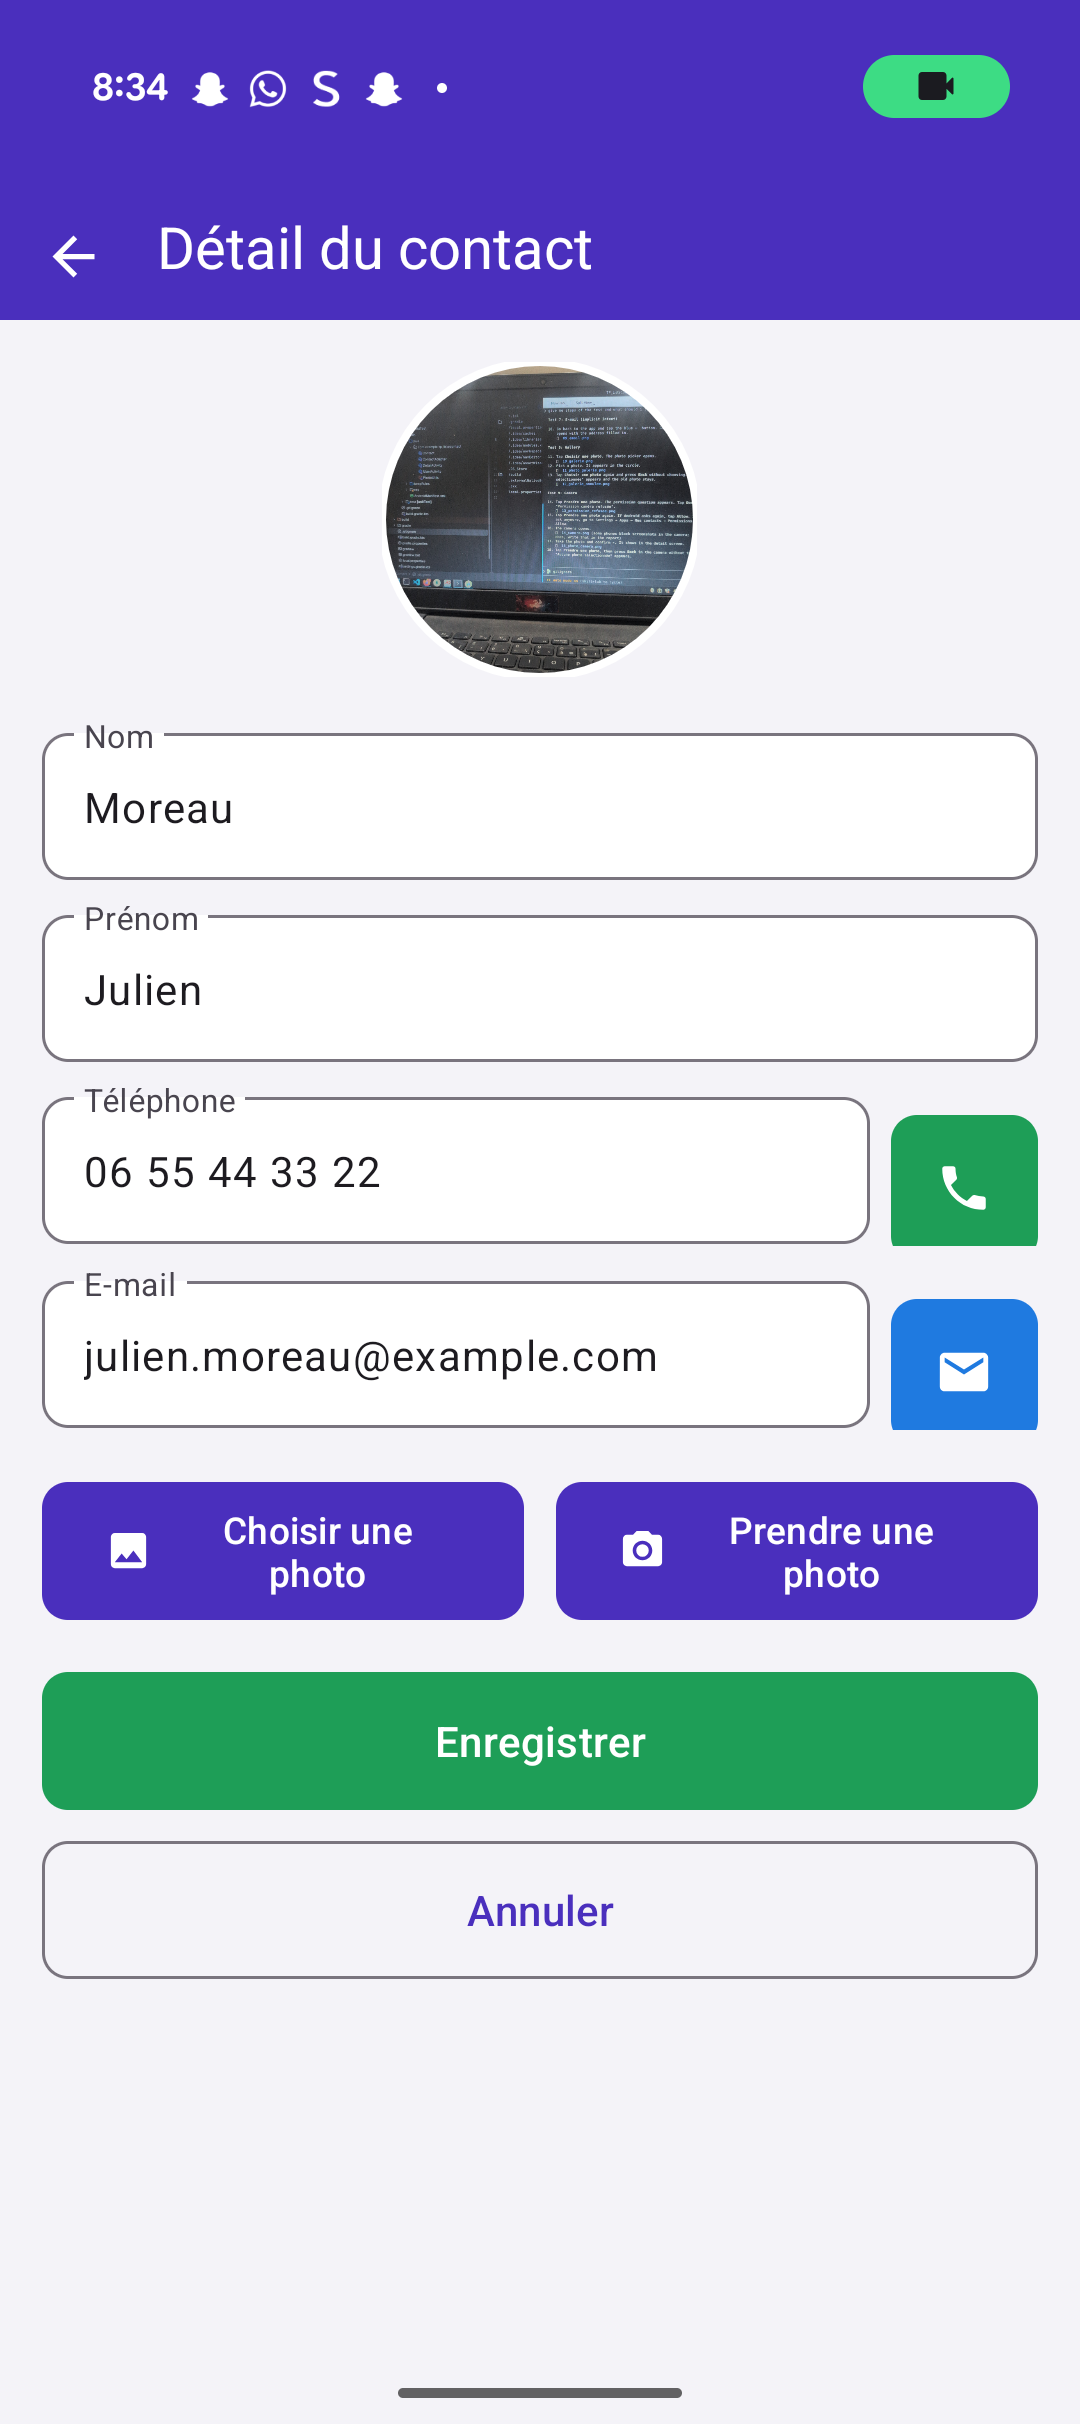 8:34
Détail du contact
Nom
Moreau
Prénom
Julien
Téléphone
06 55 44 33 22
E-mail
julien.moreau@example.com
Choisir une
photo
Prendre une
photo
Enregistrer
Annuler